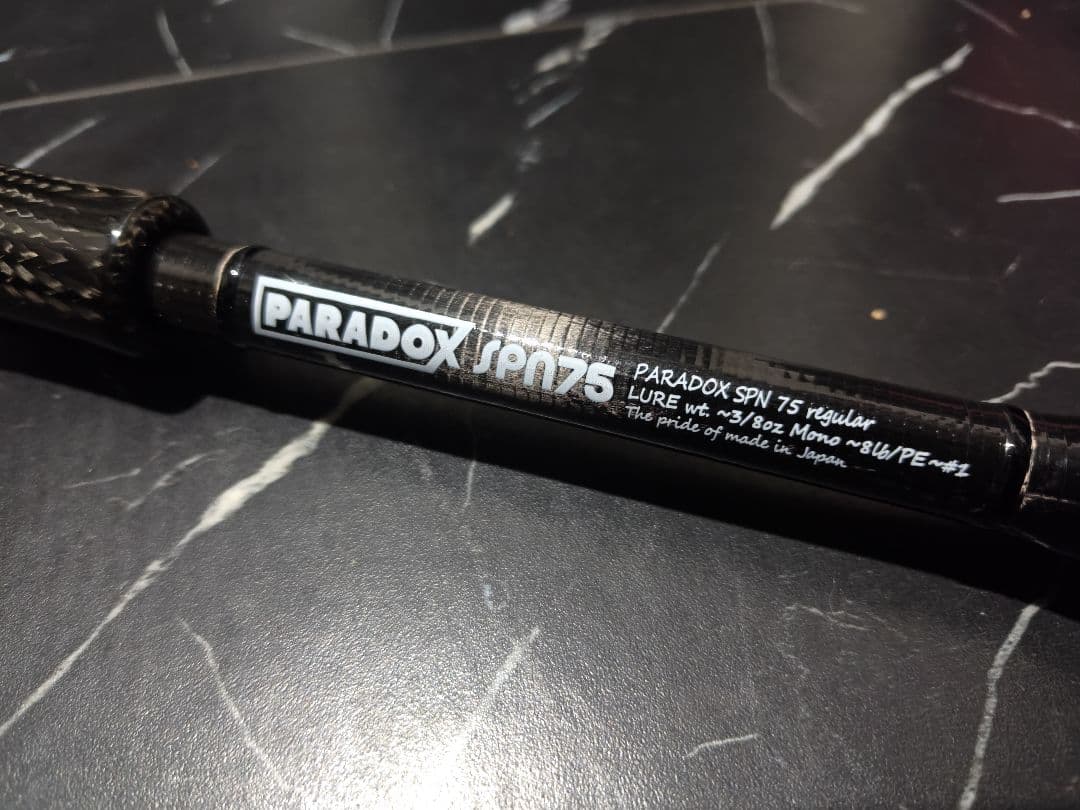 PARADOX SPN75
PARADOX SPN 75 regular
LURE wt. ~3/8oz Mono ~8lb/PE~#1
The pride of made in Japan